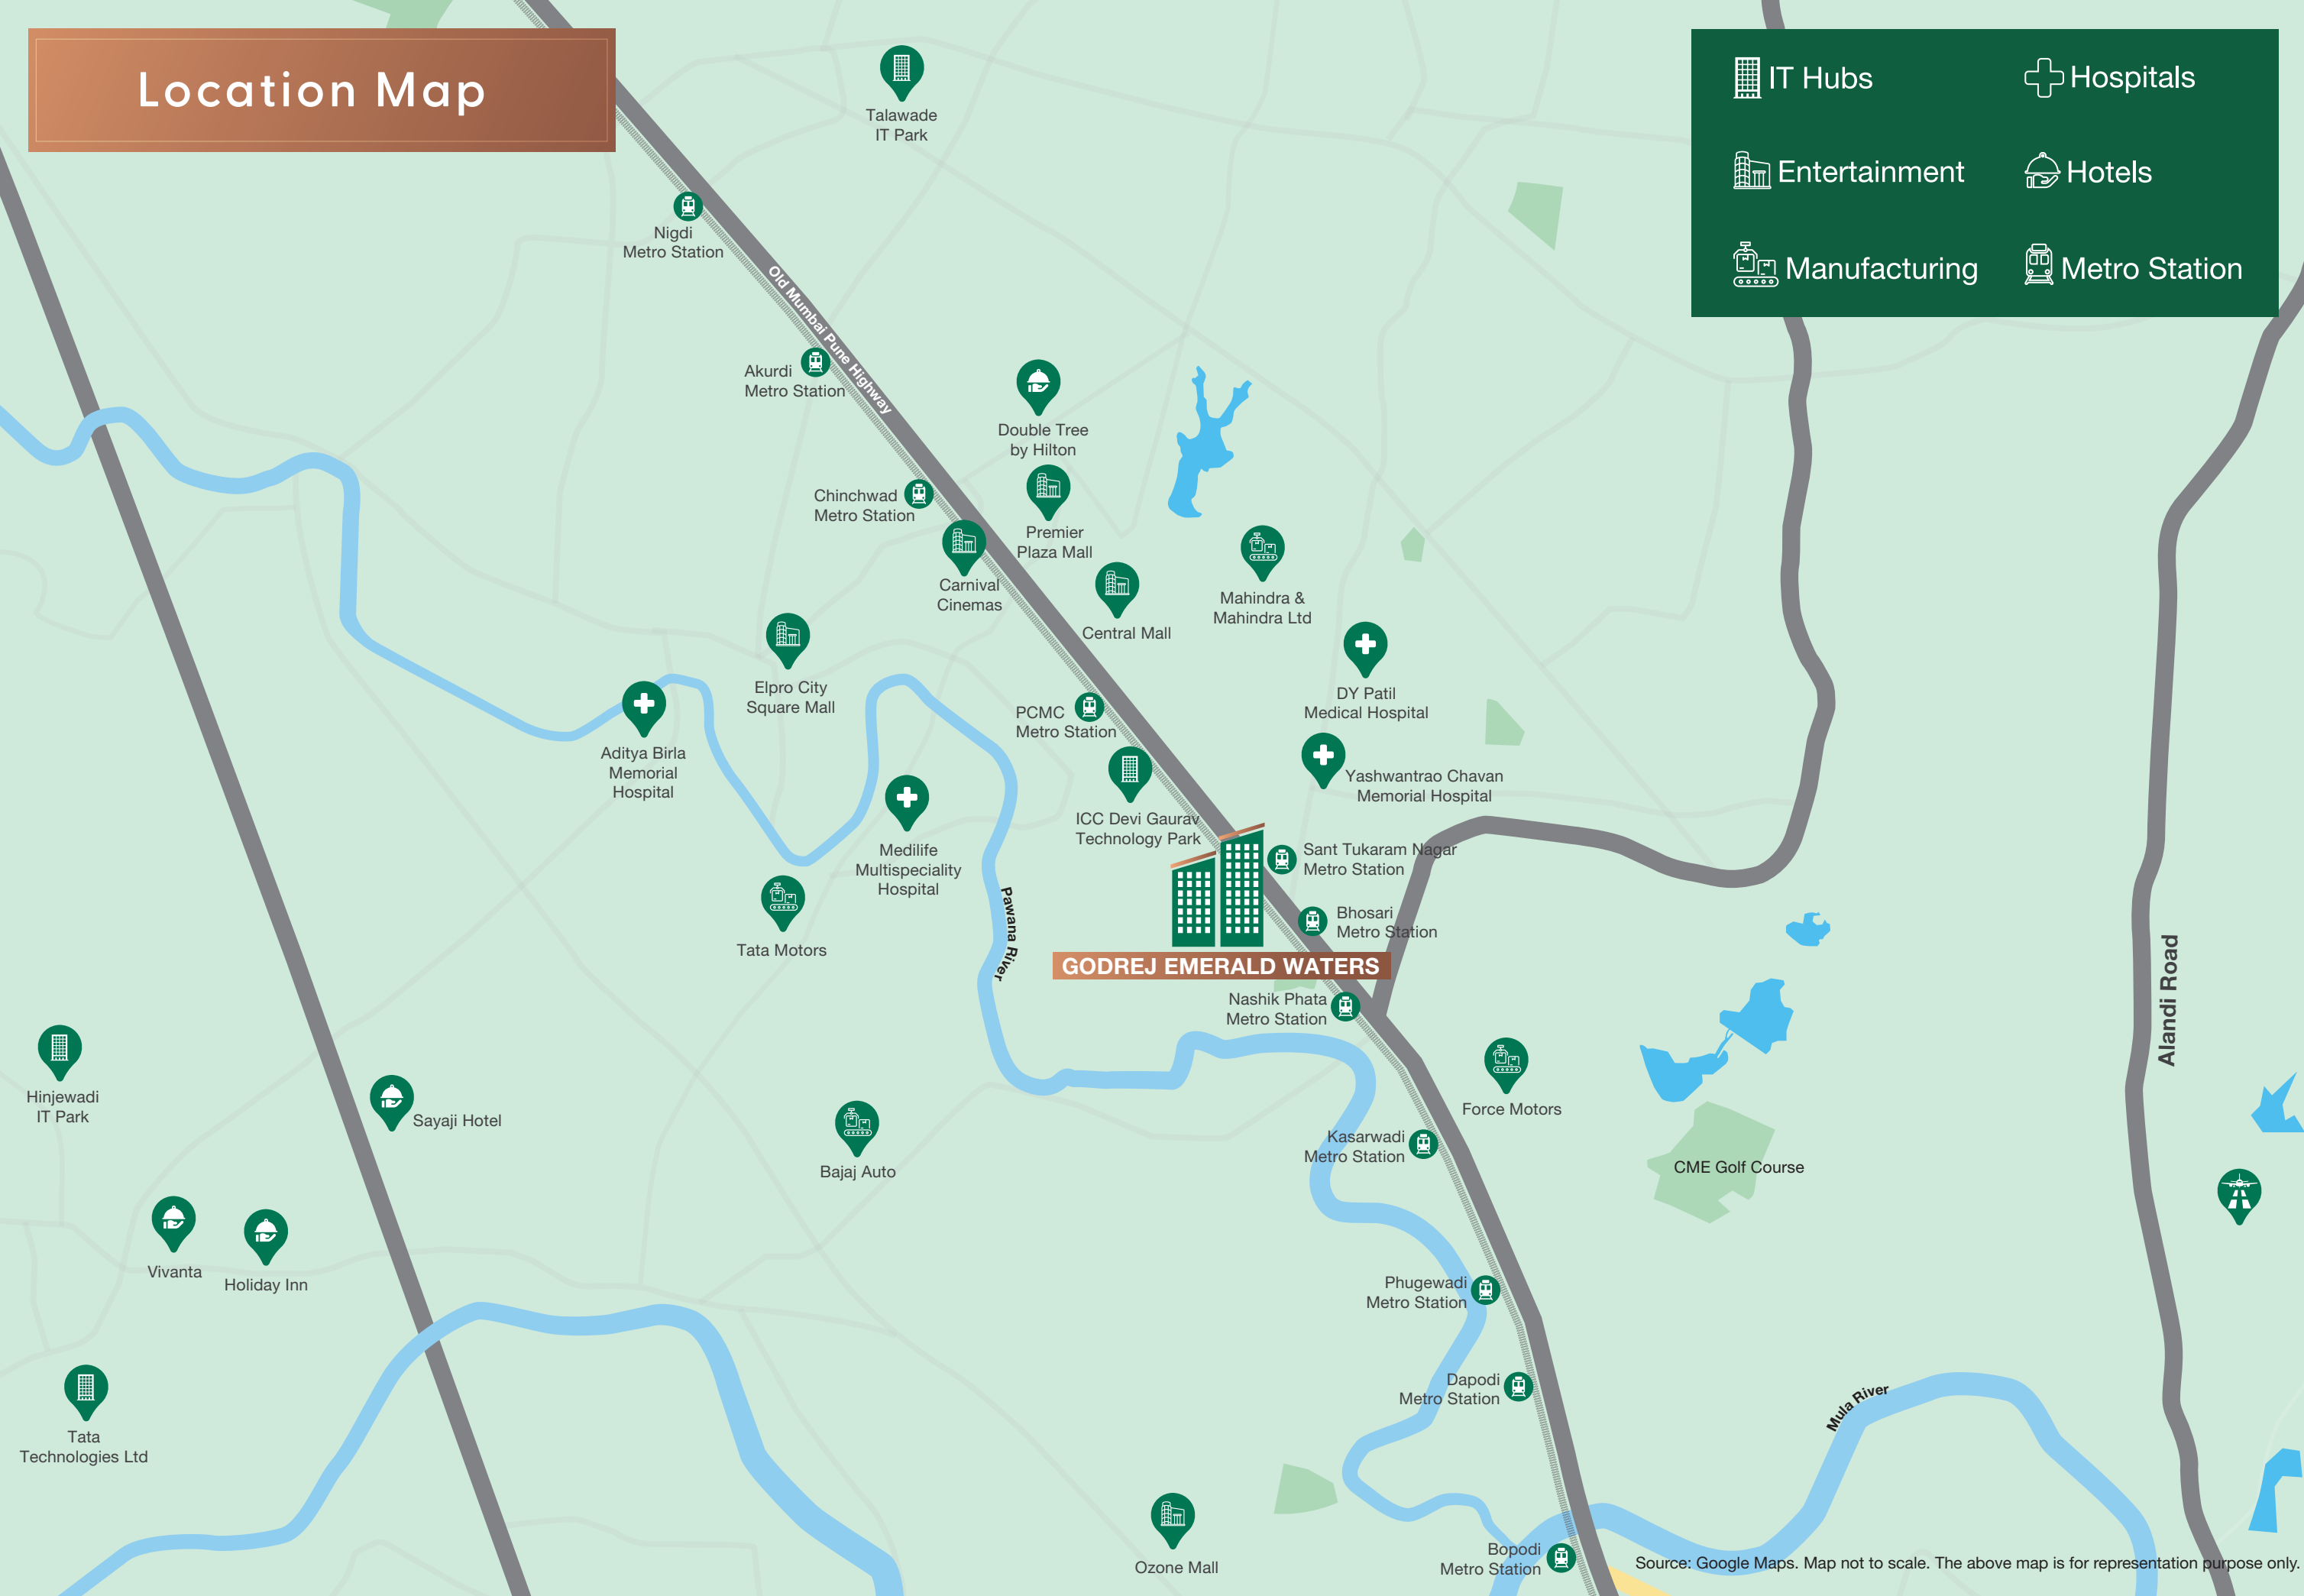 Location Map
IT Hubs
Hospitals
Entertainment
Hotels
Manufacturing
Metro Station
Talawade
IT Park
Nigdi
Metro Station
Old Mumbai Pune Highway
Akurdi
Metro Station
Double Tree
by Hilton
Chinchwad
Metro Station
Premier
Plaza Mall
Carnival
Cinemas
Central Mall
Mahindra &
Mahindra Ltd
Elpro City
Square Mall
DY Patil
Medical Hospital
PCMC
Metro Station
Aditya Birla
Memorial
Hospital
Yashwantrao Chavan
Memorial Hospital
ICC Devi Gaurav
Technology Park
Medilife
Multispeciality
Hospital
Sant Tukaram Nagar
Metro Station
Bhosari
Metro Station
Pawana River
Tata Motors
GODREJ EMERALD WATERS
Nashik Phata
Metro Station
Alandi Road
Hinjewadi
IT Park
Sayaji Hotel
Force Motors
Bajaj Auto
Kasarwadi
Metro Station
CME Golf Course
Vivanta
Holiday Inn
Phugewadi
Metro Station
Dapodi
Metro Station
Mula River
Tata
Technologies Ltd
Ozone Mall
Bopodi
Metro Station
Source: Google Maps. Map not to scale. The above map is for representation purpose only.